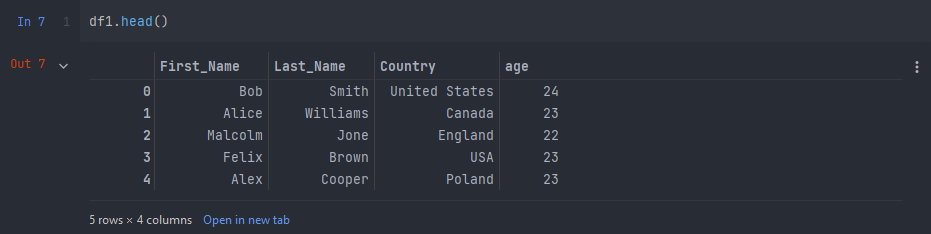 In 7 1 df1.head()
Out 7
First_Name Last_Name Country age
0 Bob Smith United States 24
1 Alice Williams Canada 23
2 Malcolm Jone England 22
3 Felix Brown USA 23
4 Alex Cooper Poland 23
5 rows × 4 columns Open in new tab